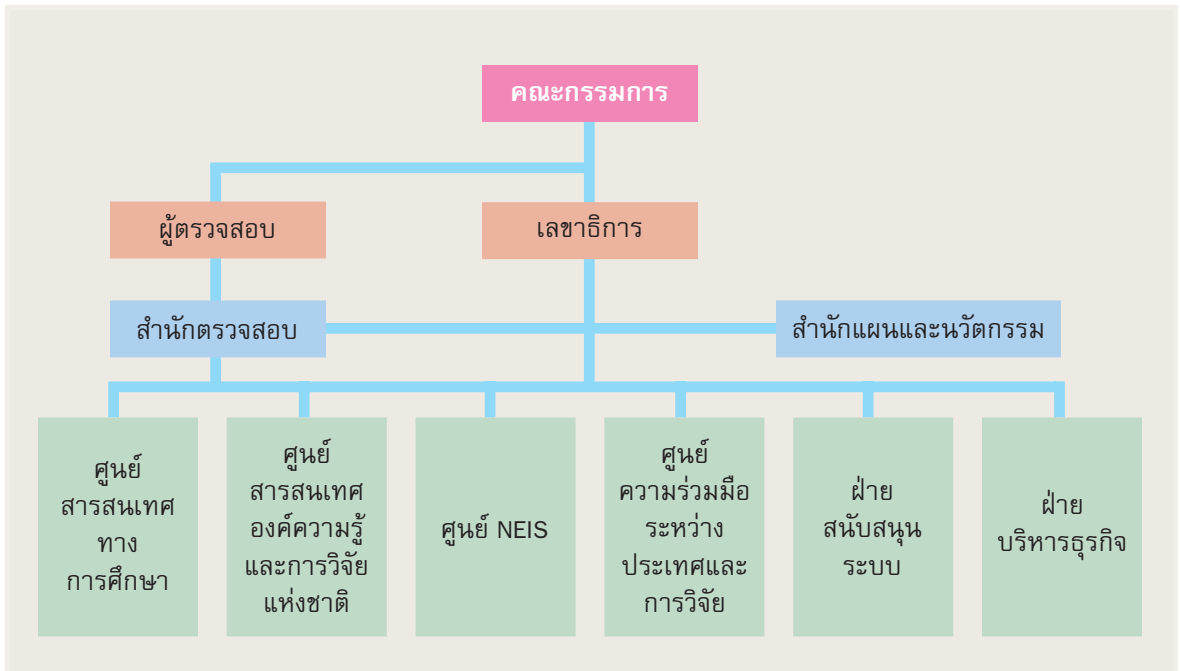 คณะกรรมการ
ผู้ตรวจสอบ
เลขาธิการ
สำนักตรวจสอบ
สำนักแผนและนวัตกรรม
ศูนย์
สารสนเทศ
ทาง
การศึกษา
ศูนย์
สารสนเทศ
องค์ความรู้
และการวิจัย
แห่งชาติ
ศูนย์ NEIS
ศูนย์
ความร่วมมือ
ระหว่าง
ประเทศและ
การวิจัย
ฝ่าย
สนับสนุน
ระบบ
ฝ่าย
บริหารธุรกิจ